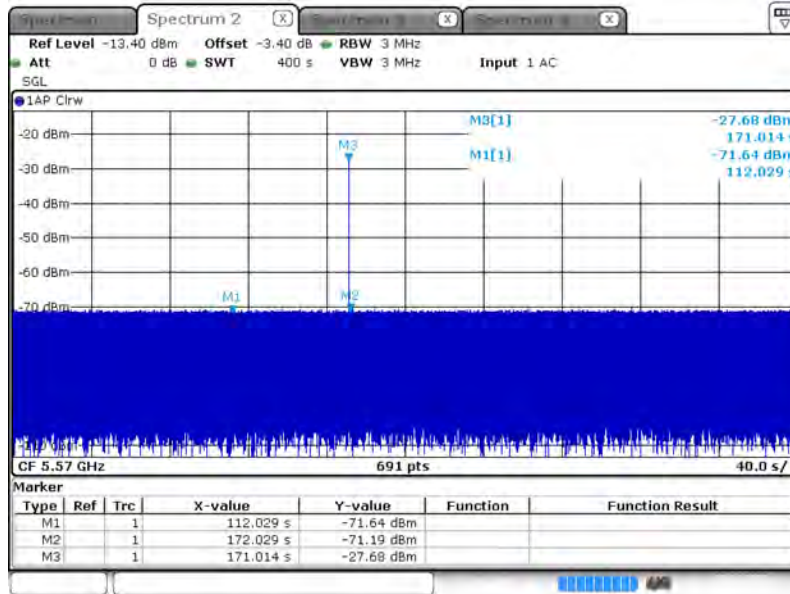 Spectrum 2 X X X
Ref Level -13.40 dBm Offset -3.40 dB RBW 3 MHz
Att 0 dB SWT 400 s VBW 3 MHz Input 1 AC
SGL
1AP Clrw
M3[1] -27.68 dBm
171.014 s
M1[1] -71.64 dBm
112.029 s
-20 dBm
M3
-30 dBm
-40 dBm
-50 dBm
-60 dBm
M1 M2
-70 dBm
CF 5.57 GHz 691 pts 40.0 s/
Marker
Type Ref Trc X-value Y-value Function Function Result
M1 1 112.029 s -71.64 dBm
M2 1 172.029 s -71.19 dBm
M3 1 171.014 s -27.68 dBm